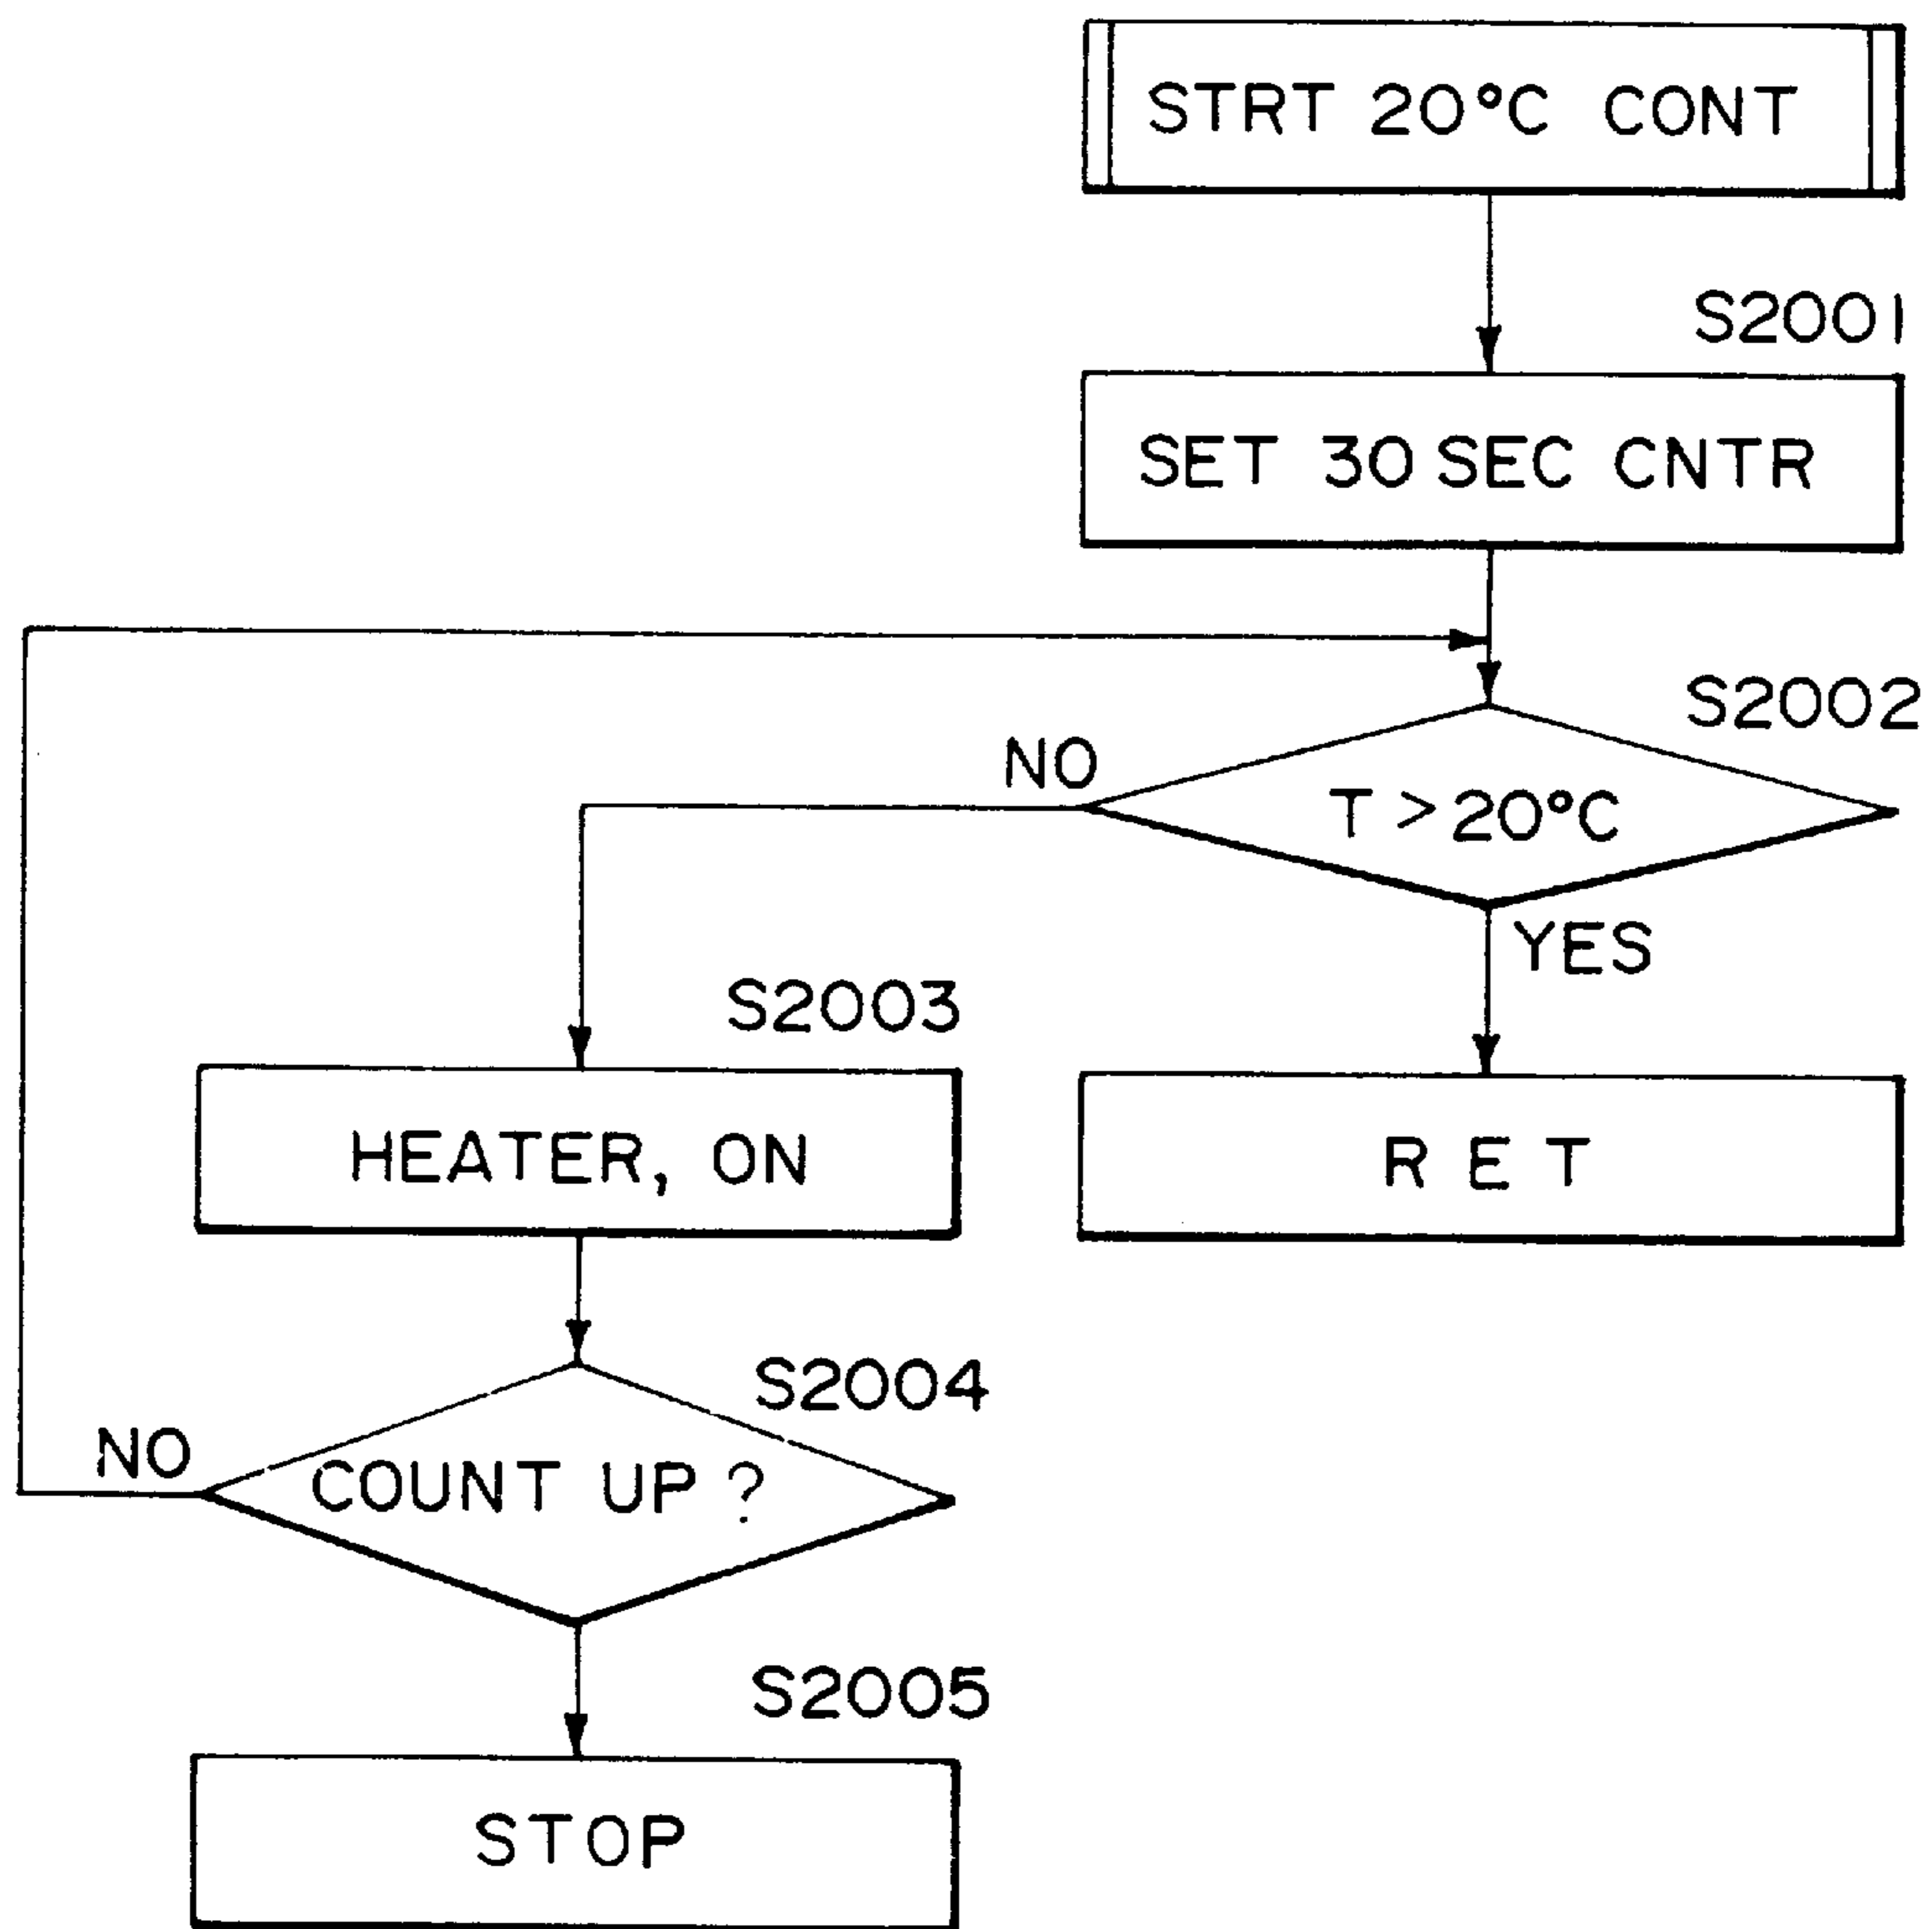 STRT 20°C CONT
S2001
SET 30 SEC CNTR
S2002
NO
T > 20°C
YES
S2003
HEATER, ON
RET
S2004
NO
COUNT UP ?
S2005
STOP